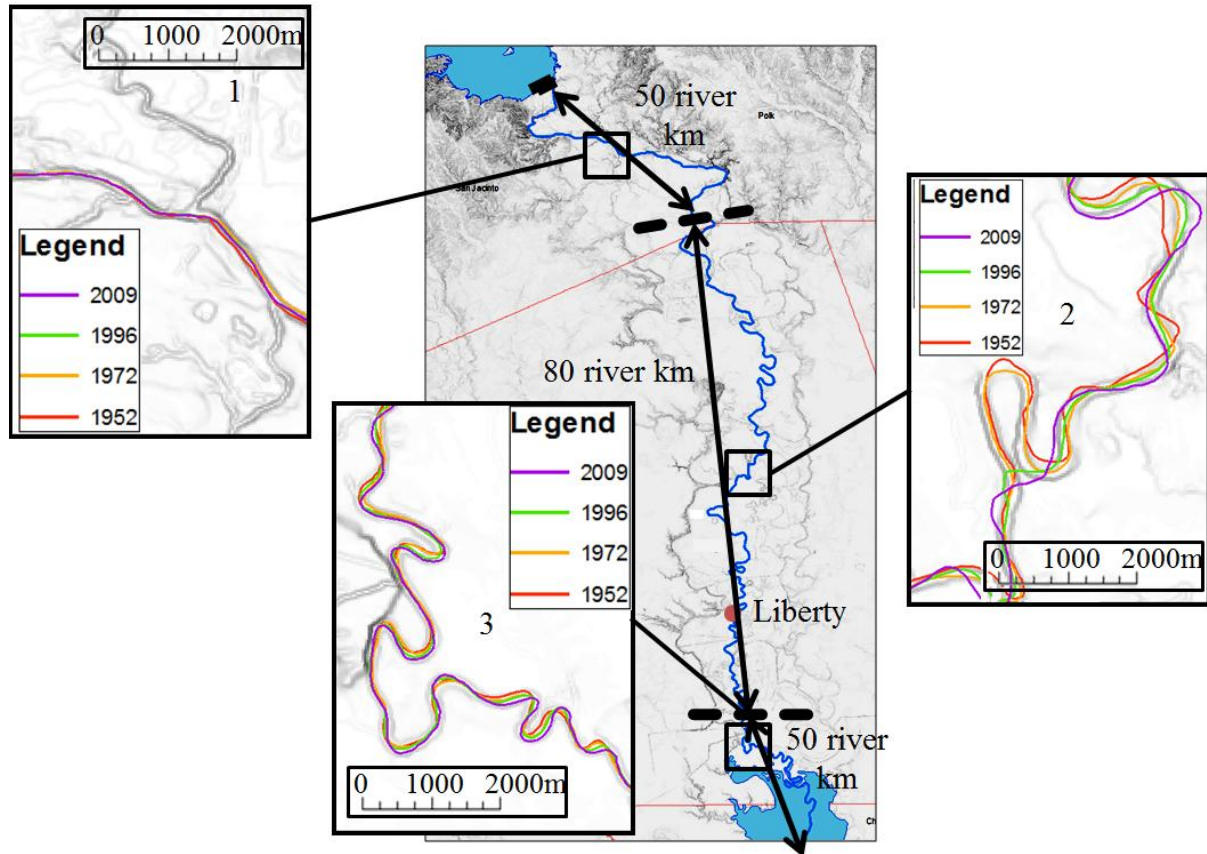 0 1000 2000m
1
Legend
2009
1996
1972
1952
50 river
km
Polk
San Jacinto
80 river km
Legend
2009
1996
1972
1952
2
0 1000 2000m
Legend
2009
1996
1972
1952
3
0 1000 2000m
Liberty
50 river
km
Ch